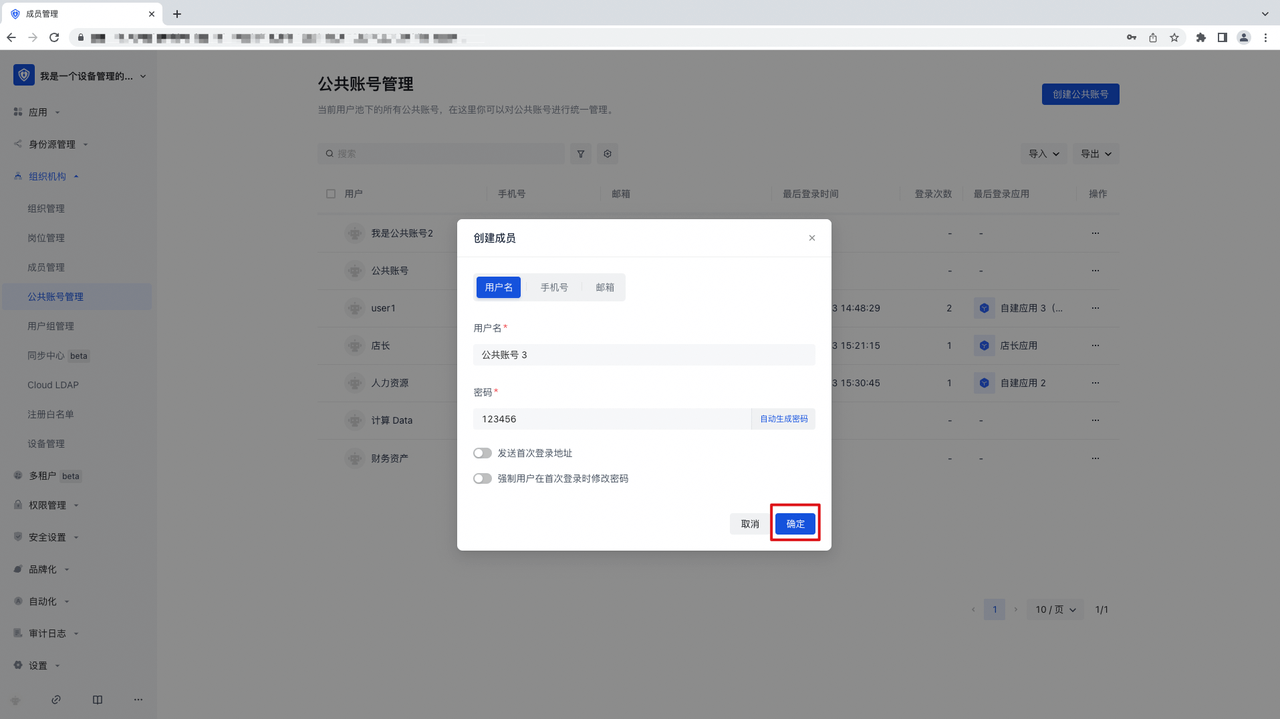 成员管理
我是一个设备管理的...
应用
身份源管理
组织机构
组织管理
岗位管理
成员管理
公共账号管理
用户组管理
同步中心 beta
Cloud LDAP
注册白名单
设备管理
多租户 beta
权限管理
安全设置
品牌化
自动化
审计日志
设置
公共账号管理
当前用户池下的所有公共账号，在这里你可以对公共账号进行统一管理。
创建公共账号
搜索
导入 导出
用户 手机号 邮箱 最后登录时间 登录次数 最后登录应用 操作
我是公共账号2 - - ...
公共账号 - - ...
user1 3 14:48:29 2 自建应用 3（... ...
店长 3 15:21:15 1 店长应用 ...
人力资源 3 15:30:45 1 自建应用 2 ...
计算 Data - - ...
财务资产 - - ...
1 10 / 页 1/1
创建成员
用户名 手机号 邮箱
用户名*
公共账号 3
密码*
123456 自动生成密码
发送首次登录地址
强制用户在首次登录时修改密码
取消 确定